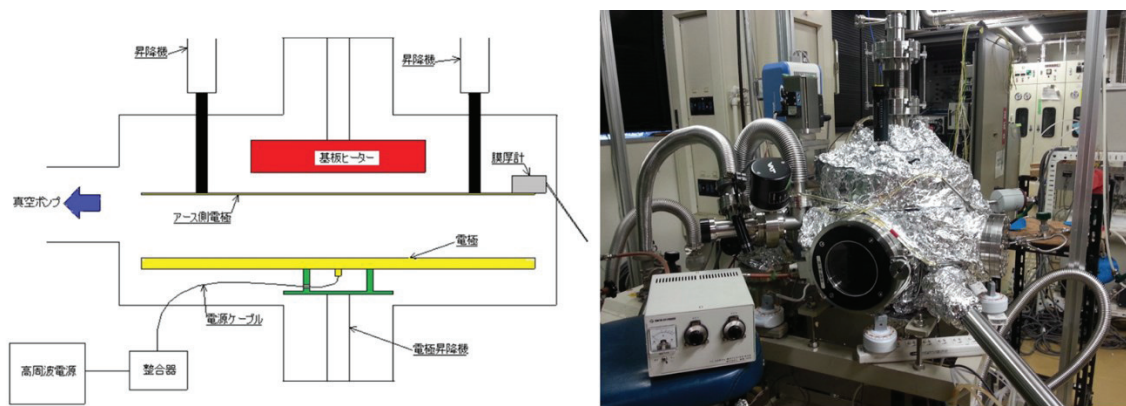 昇降機
昇降機
基板ヒーター
膜厚計
真空ポンプ
アース側電極
電極
電源ケーブル
電極昇降機
高周波電源
整合器